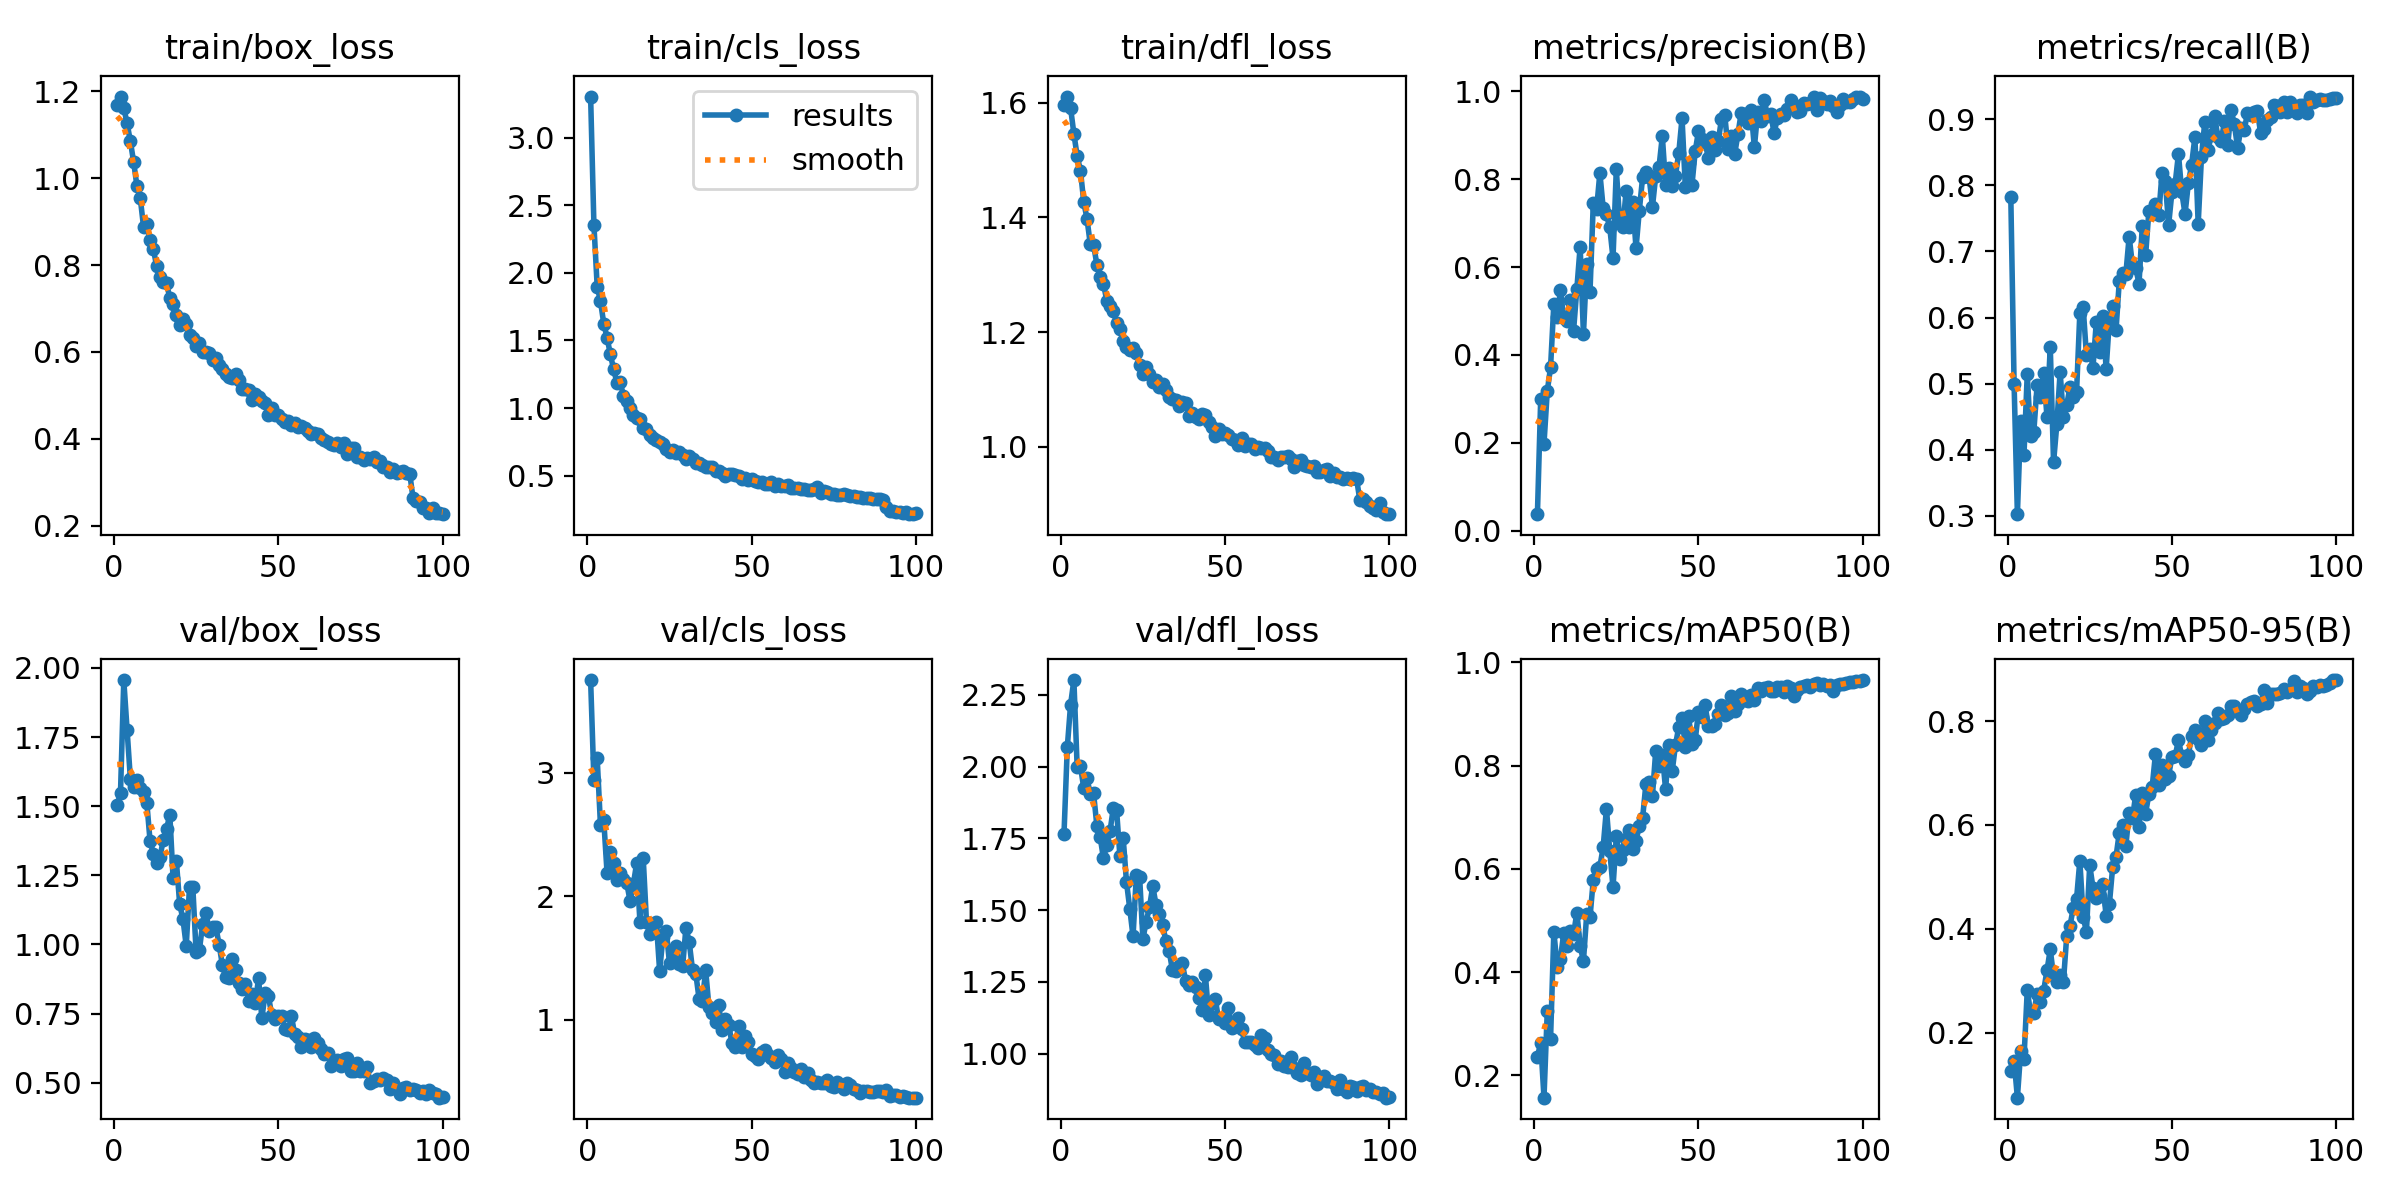 train/box_loss
1.2
1.0
0.8
0.6
0.4
0.2
0 50 100
train/cls_loss
results
smooth
3.0
2.5
2.0
1.5
1.0
0.5
0 50 100
train/dfl_loss
1.6
1.4
1.2
1.0
0 50 100
metrics/precision(B)
1.0
0.8
0.6
0.4
0.2
0.0
0 50 100
metrics/recall(B)
0.9
0.8
0.7
0.6
0.5
0.4
0.3
0 50 100
val/box_loss
2.00
1.75
1.50
1.25
1.00
0.75
0.50
0 50 100
val/cls_loss
3
2
1
0 50 100
val/dfl_loss
2.25
2.00
1.75
1.50
1.25
1.00
0 50 100
metrics/mAP50(B)
1.0
0.8
0.6
0.4
0.2
0 50 100
metrics/mAP50-95(B)
0.8
0.6
0.4
0.2
0 50 100